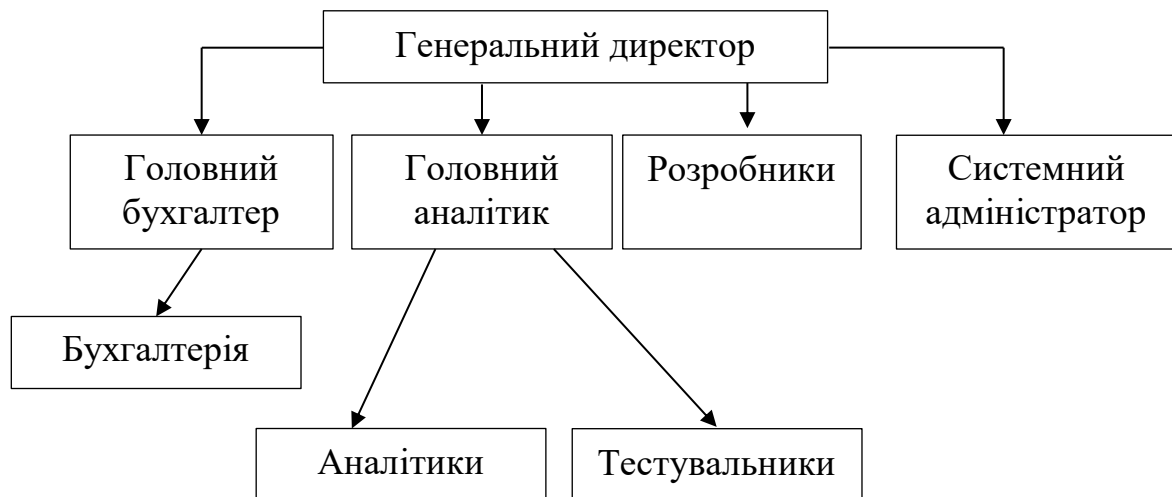 Генеральний директор
Головний
бухгалтер
Головний
аналітик
Розробники
Системний
адміністратор
Бухгалтерія
Аналітики
Тестувальники